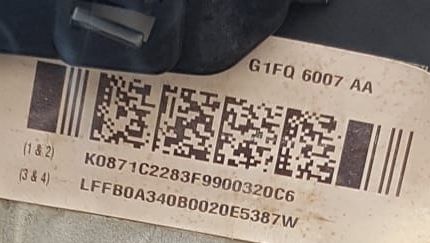 G1FQ 6007 AA
(1 & 2)
K0871C2283F9900320C6
(3 & 4)
LFFB0A340B0020E5387W